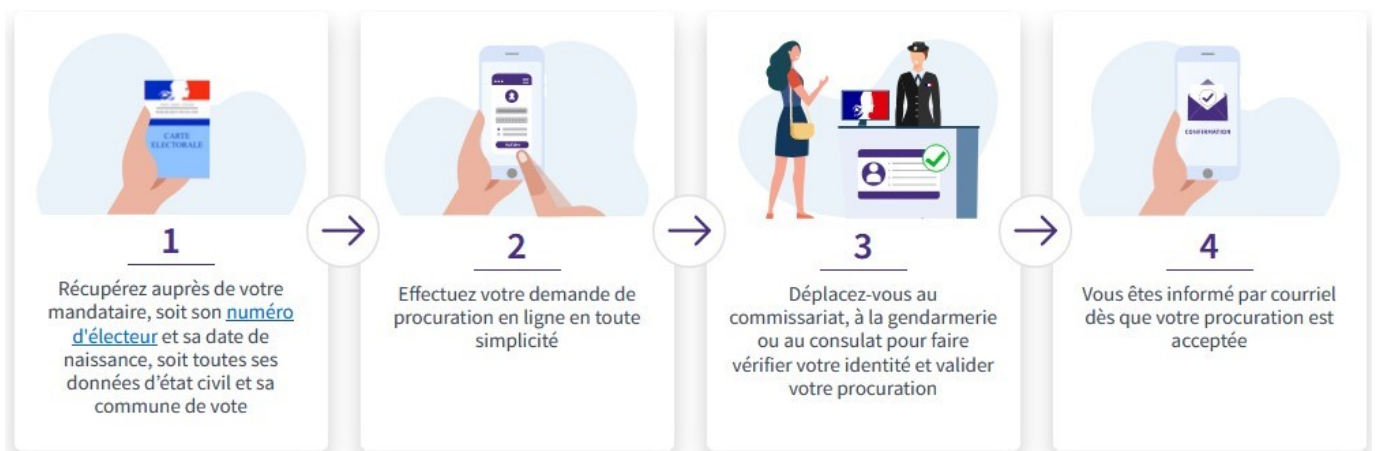 CARTE
ELECTORALE
1
Récupérez auprès de votre
mandataire, soit son numéro
d'électeur et sa date de
naissance, soit toutes ses
données d’état civil et sa
commune de vote
2
Effectuez votre demande de
procuration en ligne en toute
simplicité
3
Déplacez-vous au
commissariat, à la gendarmerie
ou au consulat pour faire
vérifier votre identité et valider
votre procuration
CONFIRMATION
4
Vous êtes informé par courriel
dès que votre procuration est
acceptée